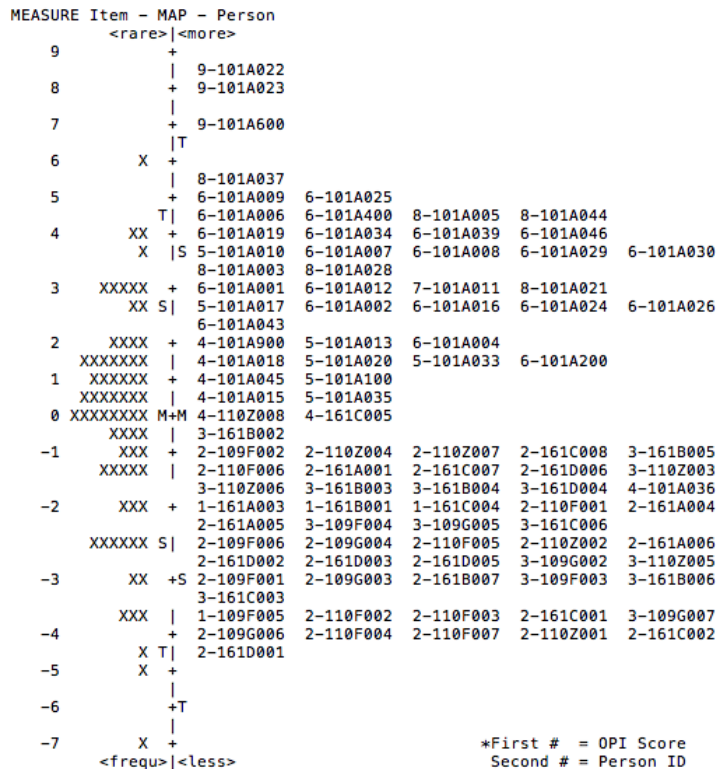 MEASURE Item - MAP - Person
<rare>|<more>
9 +
| 9-101A022
8 + 9-101A023
|
7 + 9-101A600
|T
6 X +
| 8-101A037
5 + 6-101A009 6-101A025
T| 6-101A006 6-101A400 8-101A005 8-101A044
4 XX + 6-101A019 6-101A034 6-101A039 6-101A046
X |S 5-101A010 6-101A007 6-101A008 6-101A029 6-101A030
8-101A003 8-101A028
3 XXXXX + 6-101A001 6-101A012 7-101A011 8-101A021
XX S| 5-101A017 6-101A002 6-101A016 6-101A024 6-101A026
6-101A043
2 XXXX + 4-101A900 5-101A013 6-101A004
XXXXXXX | 4-101A018 5-101A020 5-101A033 6-101A200
1 XXXXXX + 4-101A045 5-101A100
XXXXXXX | 4-101A015 5-101A035
0 XXXXXXXX M+M 4-110Z008 4-161C005
XXXX | 3-161B002
-1 XXX + 2-109F002 2-110Z004 2-110Z007 2-161C008 3-161B005
XXXXX | 2-110F006 2-161A001 2-161C007 2-161D006 3-110Z003
3-110Z006 3-161B003 3-161B004 3-161D004 4-101A036
-2 XXX + 1-161A003 1-161B001 1-161C004 2-110F001 2-161A004
2-161A005 3-109F004 3-109G005 3-161C006
XXXXXX S| 2-109F006 2-109G004 2-110F005 2-110Z002 2-161A006
2-161D002 2-161D003 2-161D005 3-109G002 3-110Z005
-3 XX +S 2-109F001 2-109G003 2-161B007 3-109F003 3-161B006
3-161C003
XXX | 1-109F005 2-110F002 2-110F003 2-161C001 3-109G007
-4 + 2-109G006 2-110F004 2-110F007 2-110Z001 2-161C002
X T| 2-161D001
-5 X +
|
-6 +T
|
-7 X + *First # = OPI Score
<frequ>|<less> Second # = Person ID